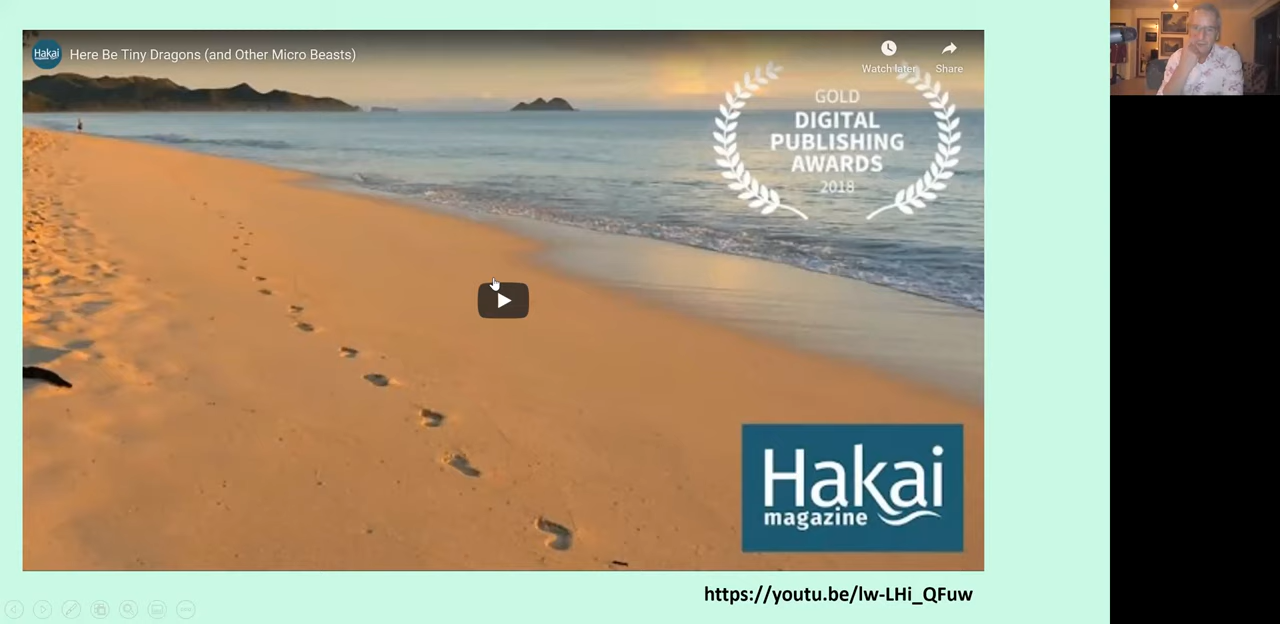 Hakai
Here Be Tiny Dragons (and Other Micro Beasts)
Watch later
Share
GOLD
DIGITAL
PUBLISHING
AWARDS
2018
Hakai
magazine
https://youtu.be/lw-LHi_QFuw